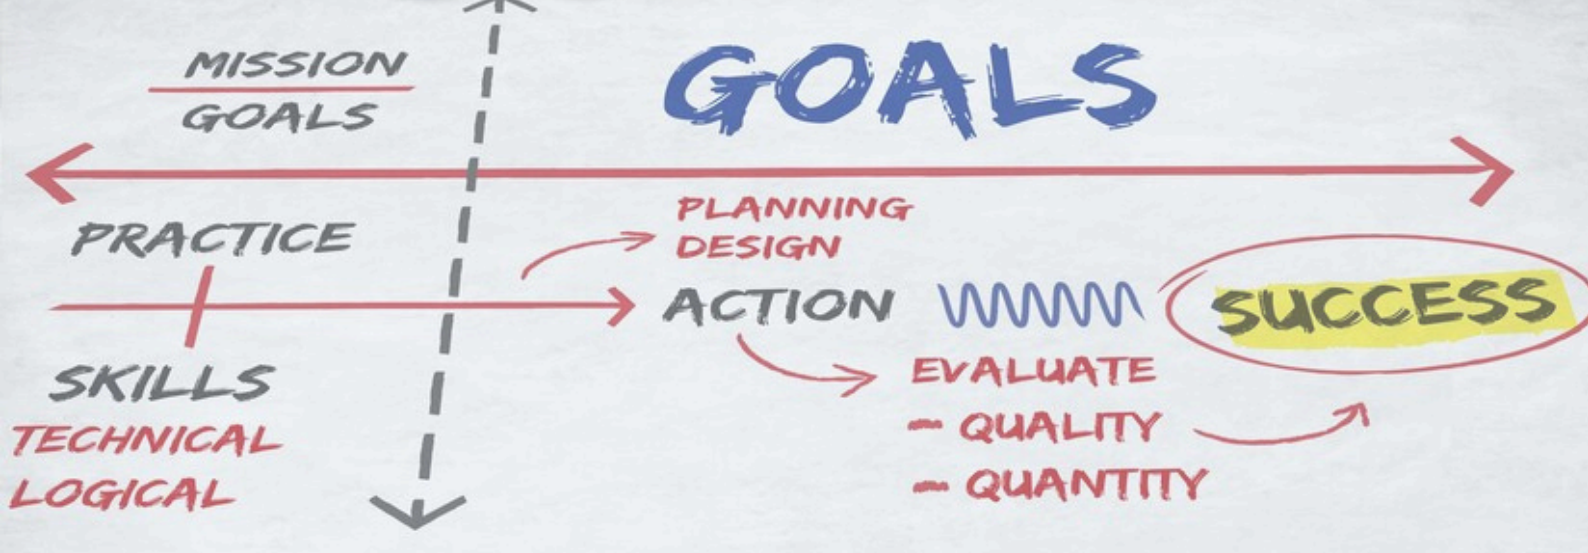 MISSION
GOALS
GOALS
PRACTICE
SKILLS
TECHNICAL
LOGICAL
PLANNING
DESIGN
ACTION
SUCCESS
EVALUATE
- QUALITY
- QUANTITY